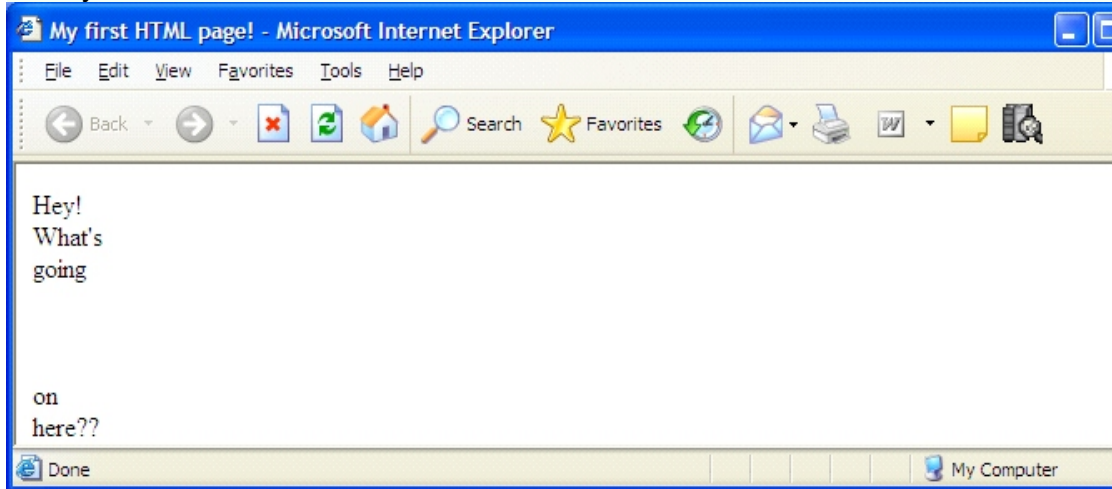 My first HTML page! - Microsoft Internet Explorer
File Edit View Favorites Tools Help
Back Search Favorites W
Hey!
What's
going
on
here??
Done My Computer